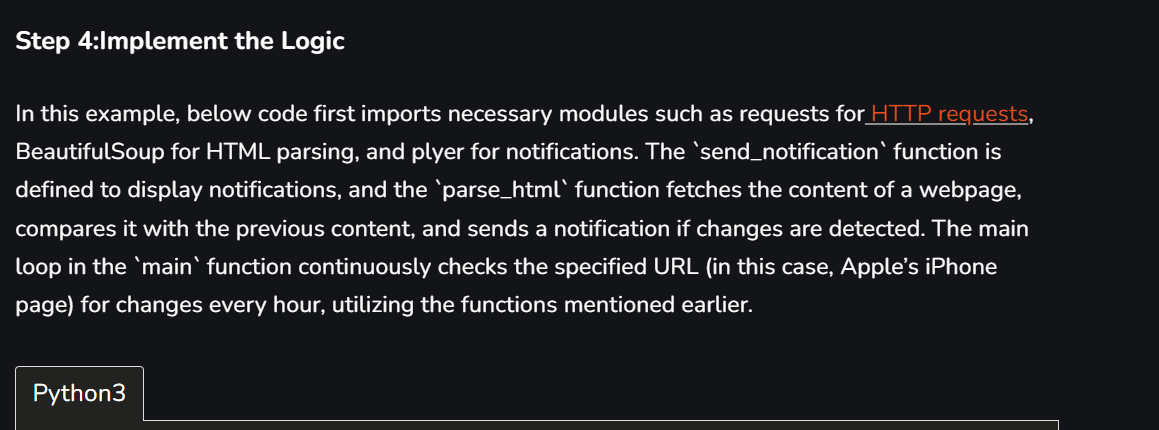 Step 4:Implement the Logic
In this example, below code first imports necessary modules such as requests for HTTP requests,
BeautifulSoup for HTML parsing, and plyer for notifications. The `send_notification` function is
defined to display notifications, and the `parse_html` function fetches the content of a webpage,
compares it with the previous content, and sends a notification if changes are detected. The main
loop in the `main` function continuously checks the specified URL (in this case, Apple’s iPhone
page) for changes every hour, utilizing the functions mentioned earlier.
Python3